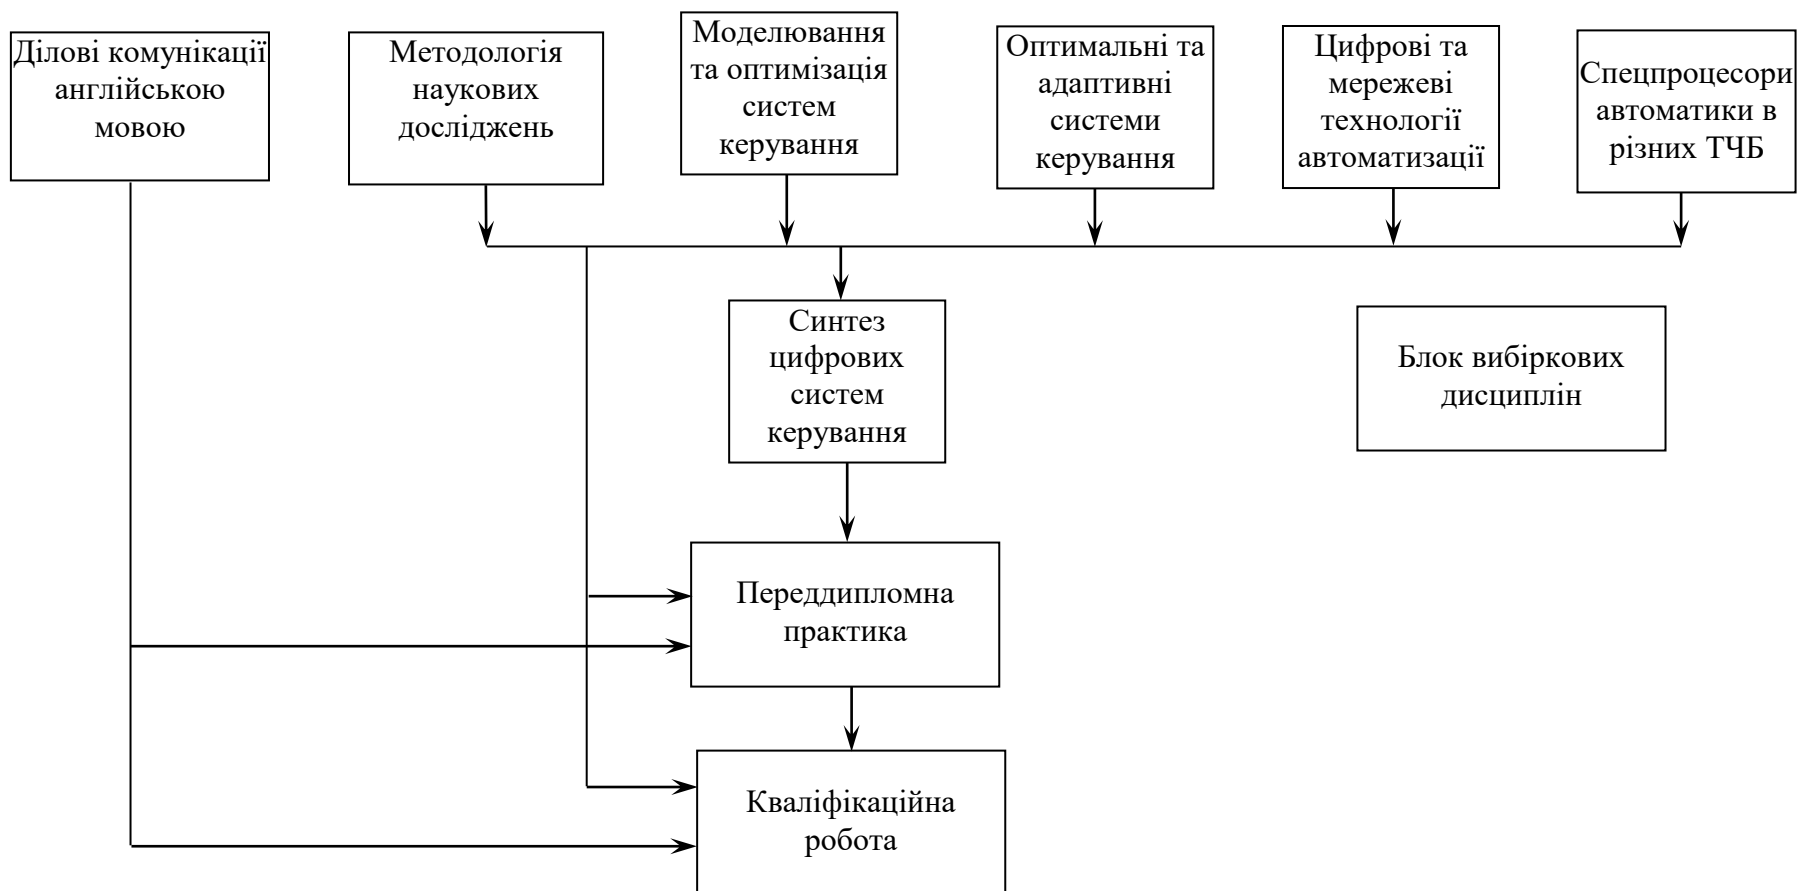 Ділові комунікації
англійською
мовою
Методологія
наукових
досліджень
Моделювання
та оптимізація
систем
керування
Оптимальні та
адаптивні
системи
керування
Цифрові та
мережеві
технології
автоматизації
Спецпроцесори
автоматики в
різних ТЧБ
Синтез
цифрових
систем
керування
Блок вибіркових
дисциплін
Переддипломна
практика
Кваліфікаційна
робота